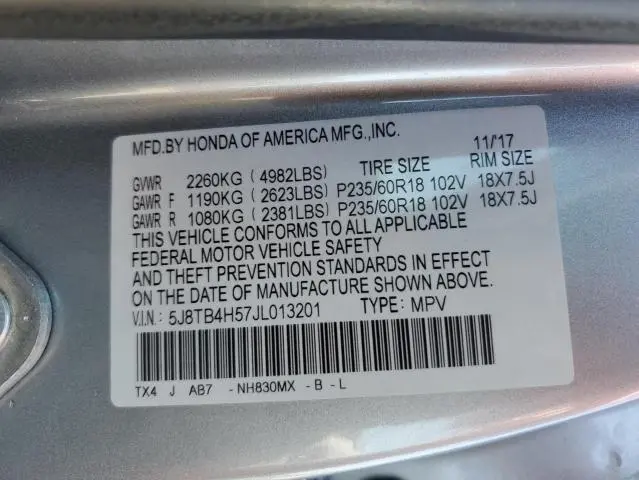 MFD.BY HONDA OF AMERICA MFG.,INC. 11/'17
TIRE SIZE RIM SIZE
GVWR 2260KG (4982LBS)
GAWR F 1190KG (2623LBS) P235/60R18 102V 18X7.5J
GAWR R 1080KG (2381LBS) P235/60R18 102V 18X7.5J
THIS VEHICLE CONFORMS TO ALL APPLICABLE
FEDERAL MOTOR VEHICLE SAFETY
AND THEFT PREVENTION STANDARDS IN EFFECT
ON THE DATE OF MANUFACTURE SHOWN ABOVE.
V.I.N.: 5J8TB4H57JL013201 TYPE: MPV
TX4 J AB7 -NH830MX -B-L